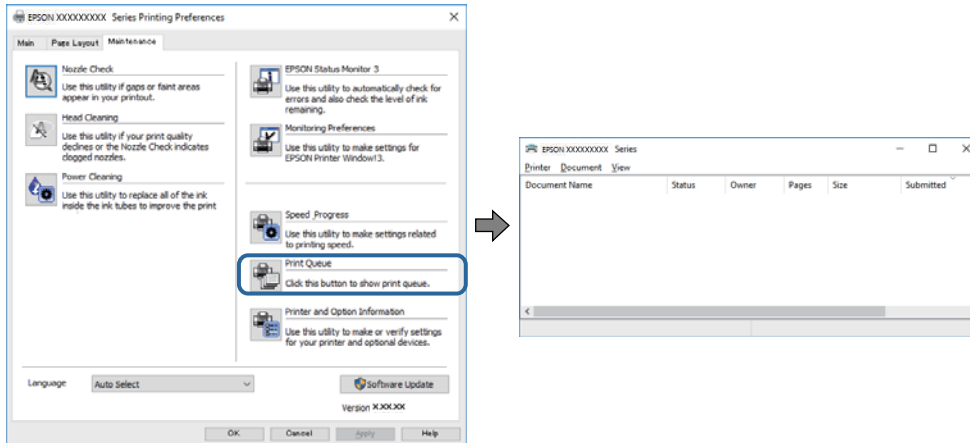 EPSON XXXXXXXXX Series Printing Preferences
Main Page Layout Maintenance
Nozzle Check
Use this utility if gaps or faint areas
appear in your printout.
Head Cleaning
Use this utility if your print quality
declines or the Nozzle Check indicates
clogged nozzles.
Power Cleaning
Use this utility to replace all of the ink
inside the ink tubes to improve the print
EPSON Status Monitor 3
Use this utility to automatically check for
errors and also check the level of ink
remaining.
Monitoring Preferences
Use this utility to make settings for
EPSON Printer Window!3.
Speed Progress
Use this utility to make settings related
to printing speed.
Print Queue
Click this button to show print queue.
Printer and Option Information
Use this utility to make or verify settings
for your printer and optional devices.
Language Auto Select Software Update
Version X.XX.XX
OK Cancel Apply Help
EPSON XXXXXXXXX Series
Printer Document View
Document Name Status Owner Pages Size Submitted